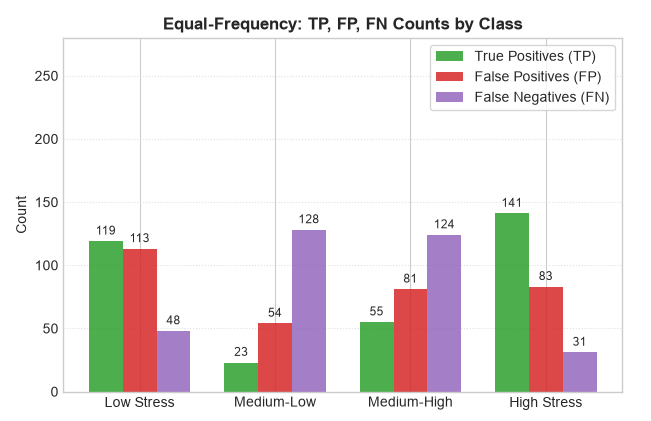 Equal-Frequency: TP, FP, FN Counts by Class
True Positives (TP)
False Positives (FP)
False Negatives (FN)
Count
250
200
150
100
50
0
119
113
48
23
54
128
55
81
124
141
83
31
Low Stress
Medium-Low
Medium-High
High Stress